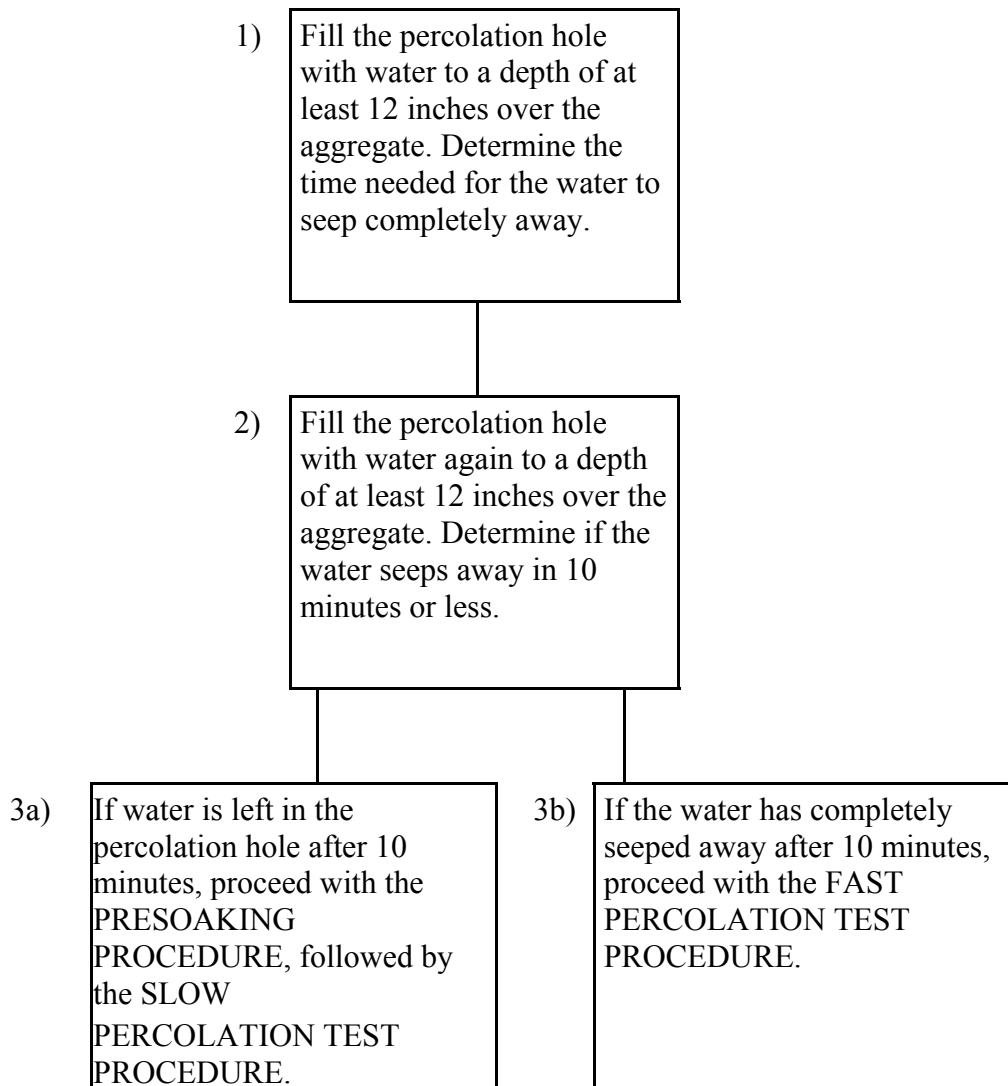 1)
Fill the percolation hole
with water to a depth of at
least 12 inches over the
aggregate. Determine the
time needed for the water to
seep completely away.
2)
Fill the percolation hole
with water again to a depth
of at least 12 inches over the
aggregate. Determine if the
water seeps away in 10
minutes or less.
3a)
If water is left in the
percolation hole after 10
minutes, proceed with the
PRESOAKING
PROCEDURE, followed by
the SLOW
PERCOLATION TEST
PROCEDURE.
3b)
If the water has completely
seeped away after 10 minutes,
proceed with the FAST
PERCOLATION TEST
PROCEDURE.